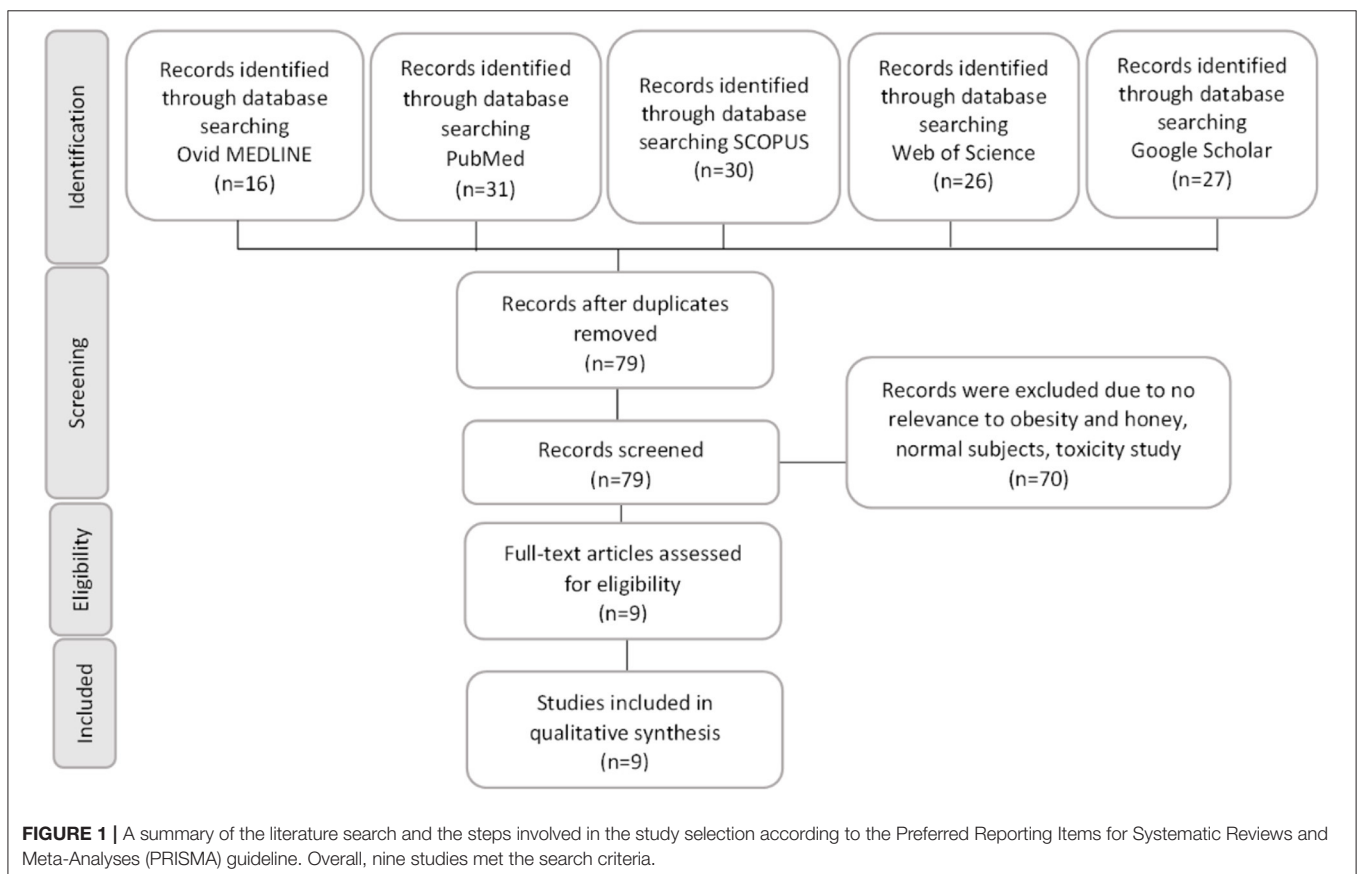 Identification
Records identified
through database
searching
Ovid MEDLINE
(n=16)
Records identified
through database
searching
PubMed
(n=31)
Records identified
through database
searching SCOPUS
(n=30)
Records identified
through database
searching
Web of Science
(n=26)
Records identified
through database
searching
Google Scholar
(n=27)
Screening
Records after duplicates
removed
(n=79)
Records screened
(n=79)
Records were excluded due to no
relevance to obesity and honey,
normal subjects, toxicity study
(n=70)
Eligibility
Full-text articles assessed
for eligibility
(n=9)
Included
Studies included in
qualitative synthesis
(n=9)
FIGURE 1 | A summary of the literature search and the steps involved in the study selection according to the Preferred Reporting Items for Systematic Reviews and
Meta-Analyses (PRISMA) guideline. Overall, nine studies met the search criteria.